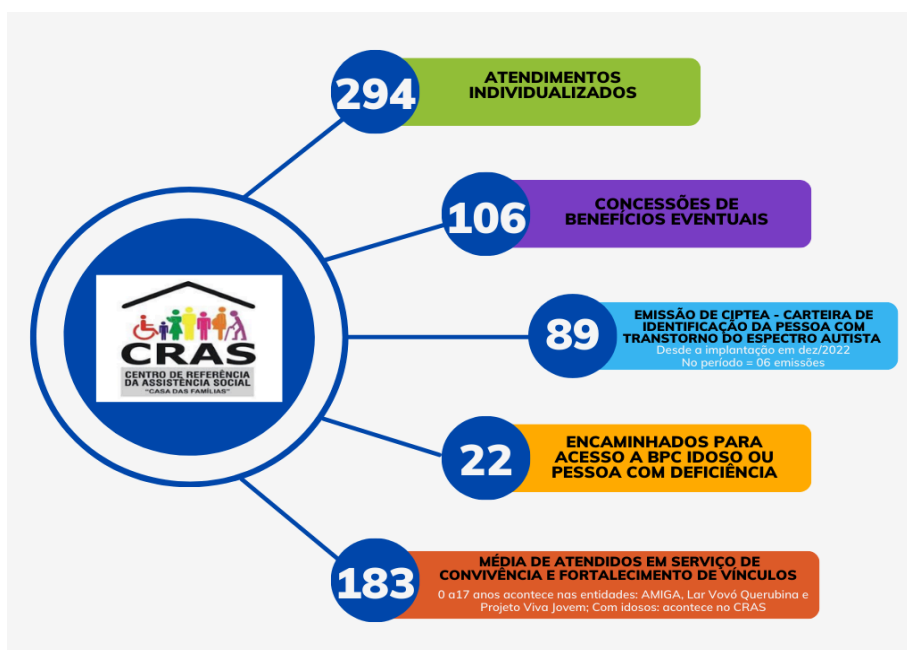 294
ATENDIMENTOS
INDIVIDUALIZADOS
106
CONCESSÕES DE
BENEFÍCIOS EVENTUAIS
89
EMISSÃO DE CIPTEA - CARTEIRA DE
IDENTIFICAÇÃO DA PESSOA COM
TRANSTORNO DO ESPECTRO AUTISTA
Desde a implantação em dez/2022
No período = 06 emissões
CRAS
CENTRO DE REFERÊNCIA
DA ASSISTÊNCIA SOCIAL
"CASA DAS FAMÍLIAS"
22
ENCAMINHADOS PARA
ACESSO A BPC IDOSO OU
PESSOA COM DEFICIÊNCIA
183
MÉDIA DE ATENDIDOS EM SERVIÇO DE
CONVIVÊNCIA E FORTALECIMENTO DE VÍNCULOS
0 a17 anos acontece nas entidades: AMIGA, Lar Vovó Querubina e
Projeto Viva Jovem; Com idosos: acontece no CRAS